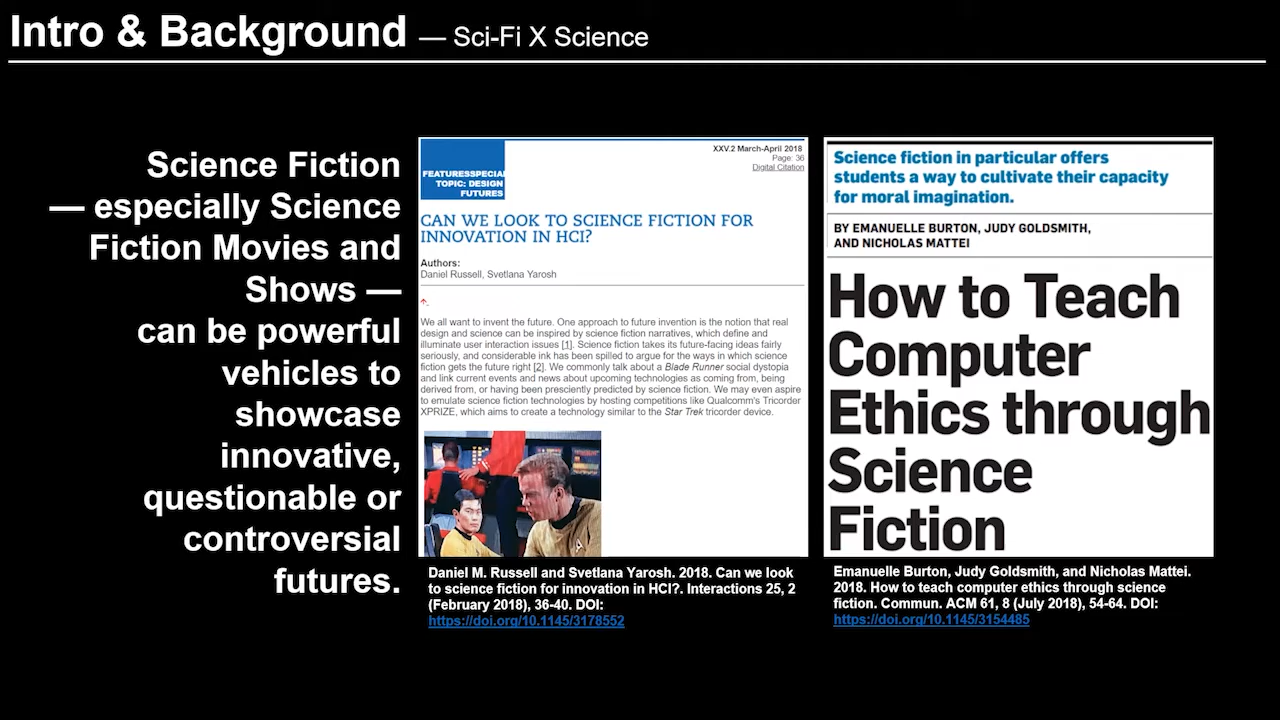 Intro & Background — Sci-Fi X Science
Science Fiction
— especially Science
Fiction Movies and
Shows —
can be powerful
vehicles to
showcase
innovative,
questionable or
controversial
futures.
FEATURESSPECIAL
TOPIC: DESIGN
FUTURES
XXV.2 March-April 2018
Page: 36
Digital Citation
CAN WE LOOK TO SCIENCE FICTION FOR
INNOVATION IN HCI?
Authors:
Daniel Russell, Svetlana Yarosh
We all want to invent the future. One approach to future invention is the notion that real
design and science can be inspired by science fiction narratives, which define and
illuminate user interaction issues [1]. Science fiction takes its future-facing ideas fairly
seriously, and considerable ink has been spilled to argue for the ways in which science
fiction gets the future right [2]. We commonly talk about a Blade Runner social dystopia
and link current events and news about upcoming technologies as coming from, being
derived from, or having been presciently predicted by science fiction. We may even aspire
to emulate science fiction technologies by hosting competitions like Qualcomm's Tricorder
XPRIZE, which aims to create a technology similar to the Star Trek tricorder device.
Daniel M. Russell and Svetlana Yarosh. 2018. Can we look
to science fiction for innovation in HCI?. Interactions 25, 2
(February 2018), 36-40. DOI:
https://doi.org/10.1145/3178552
Science fiction in particular offers
students a way to cultivate their capacity
for moral imagination.
BY EMANUELLE BURTON, JUDY GOLDSMITH,
AND NICHOLAS MATTEI
How to Teach
Computer
Ethics through
Science
Fiction
Emanuelle Burton, Judy Goldsmith, and Nicholas Mattei.
2018. How to teach computer ethics through science
fiction. Commun. ACM 61, 8 (July 2018), 54-64. DOI:
https://doi.org/10.1145/3154485